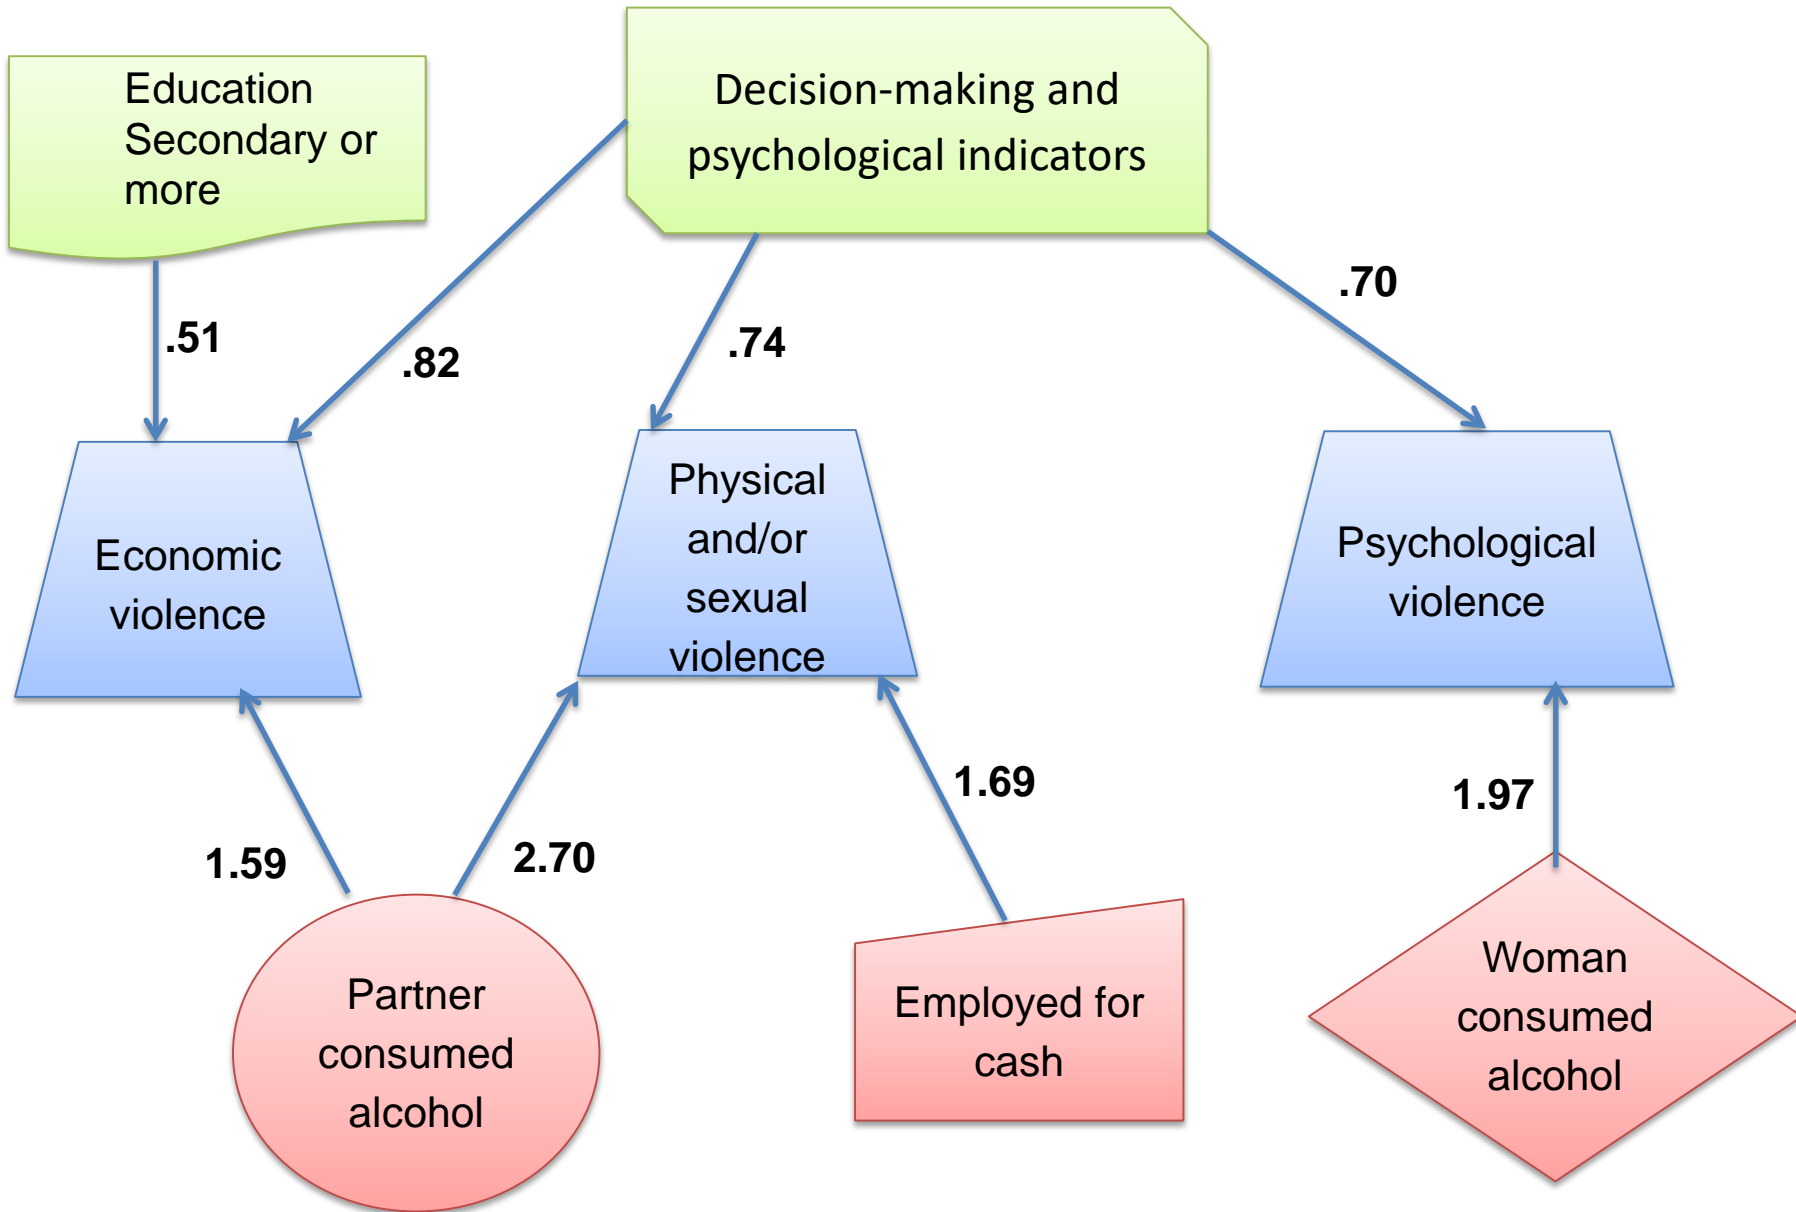 Education
Secondary or
more
Decision-making and
psychological indicators
.51
.82
.74
.70
Economic
violence
Physical
and/or
sexual
violence
Psychological
violence
1.59
2.70
1.69
1.97
Partner
consumed
alcohol
Employed for
cash
Woman
consumed
alcohol